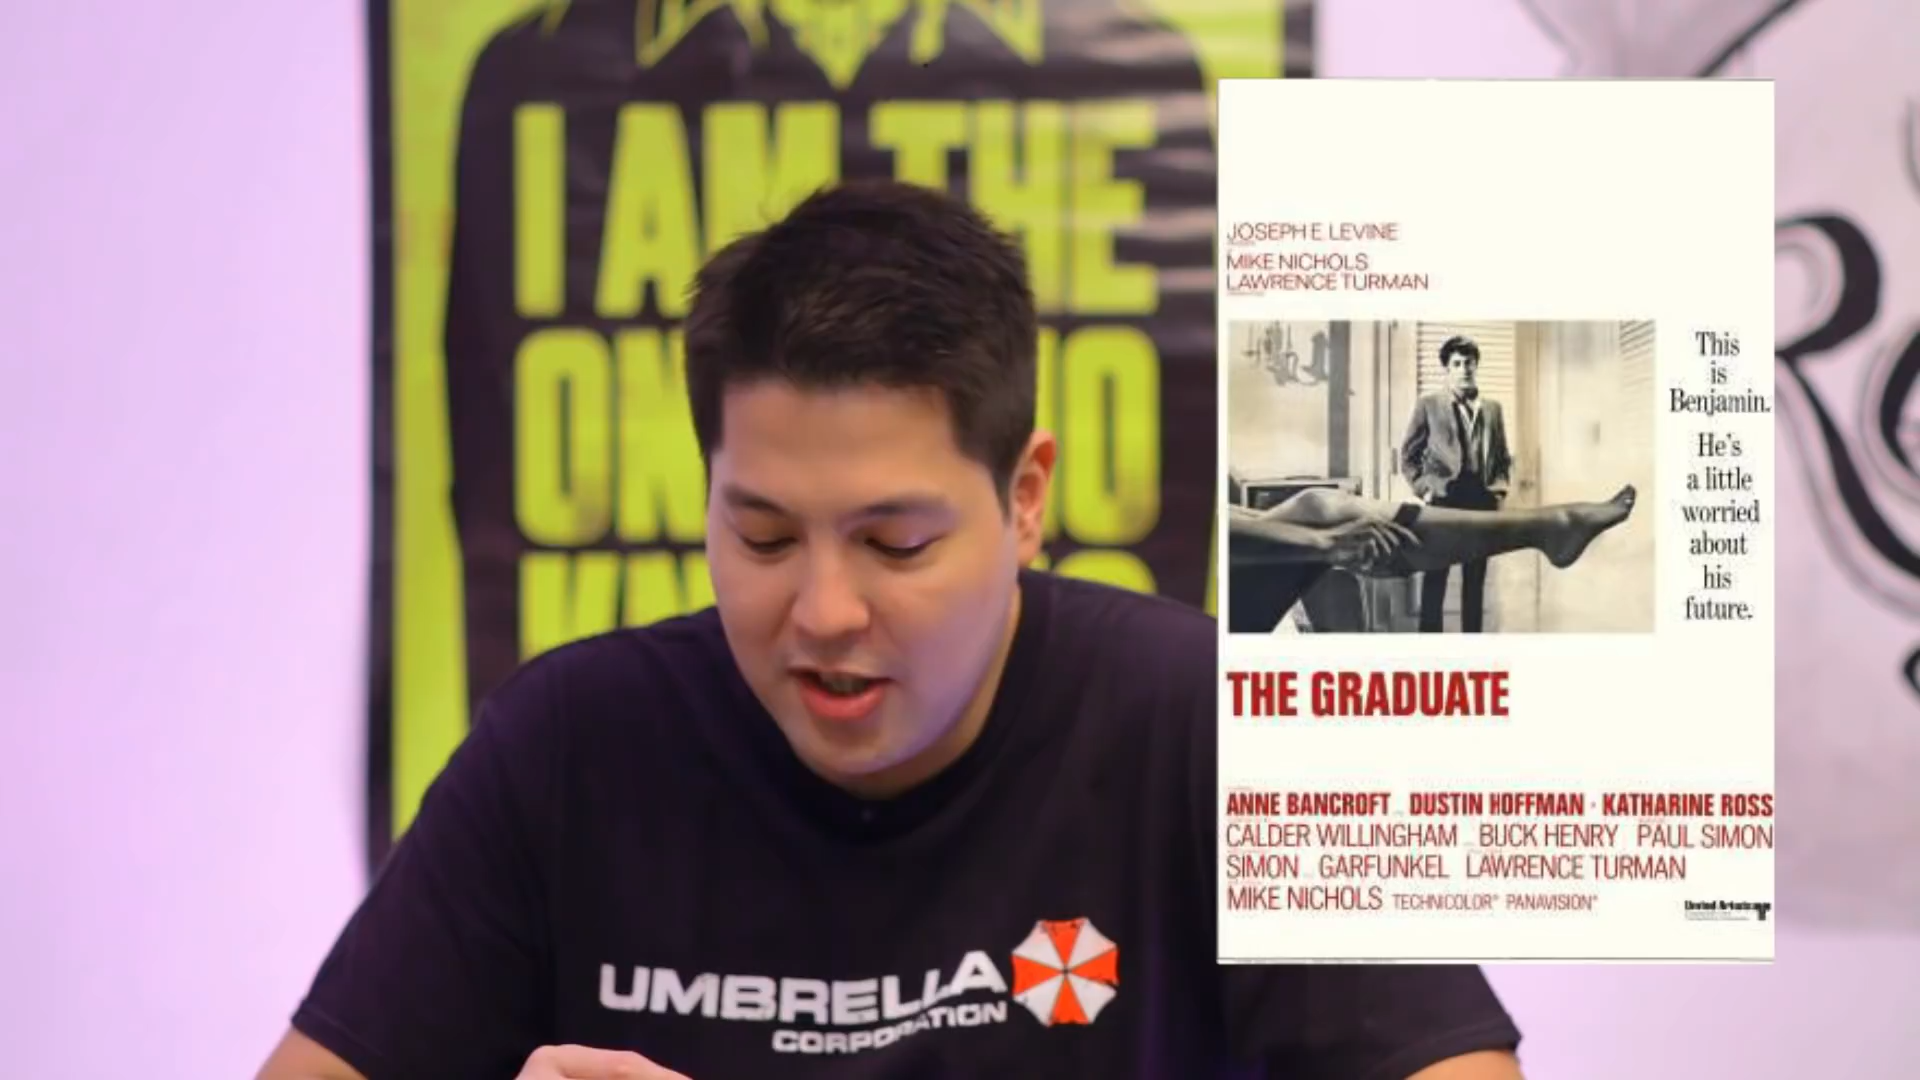 I AM THE
JOSEPH E. LEVINE
MIKE NICHOLS
LAWRENCE TURMAN
This
is
Benjamin.
He's
a little
worried
about
his
future.
THE GRADUATE
ANNE BANCROFT DUSTIN HOFFMAN · KATHARINE ROSS
CALDER WILLINGHAM BUCK HENRY PAUL SIMON
SIMON GARFUNKEL LAWRENCE TURMAN
MIKE NICHOLS TECHNICOLOR® PANAVISION®
United Artists
UMBRELLA
CORPORATION